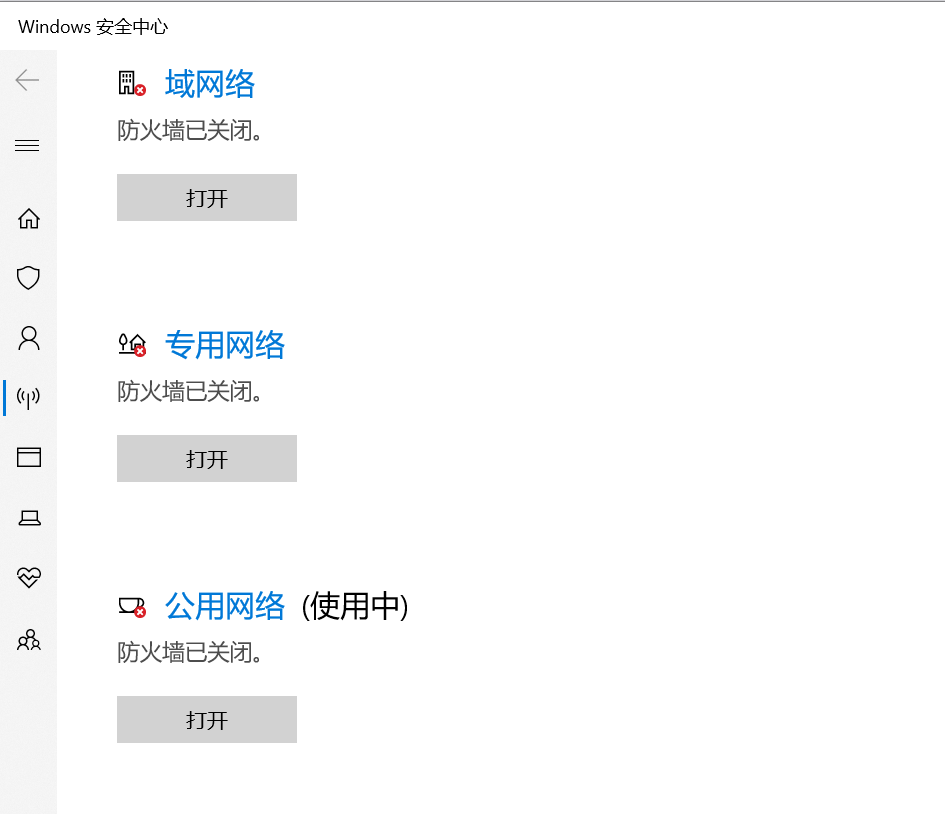 Windows 安全中心
域网络
防火墙已关闭。
打开
专用网络
防火墙已关闭。
打开
公用网络 (使用中)
防火墙已关闭。
打开